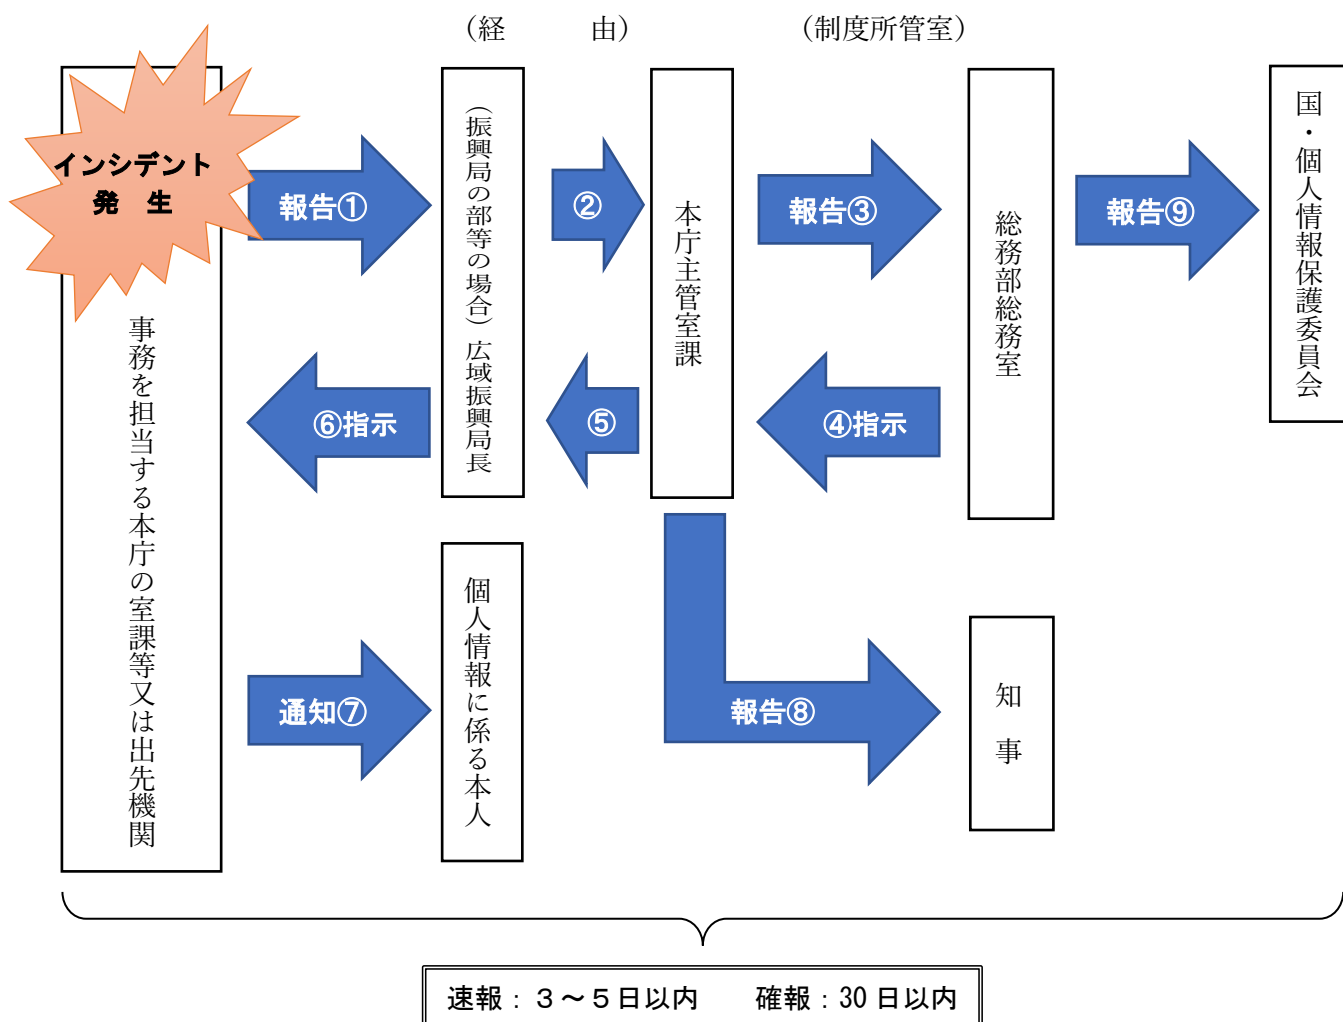 （経　　　由）
（制度所管室）
インシデント
発　生
事務を担当する本庁の室課等又は出先機関
報告①
（振興局の部等の場合）広域振興局長
②
本庁主管室課
報告③
総務部総務室
報告⑨
国・個人情報保護委員会
⑥指示
⑤
④指示
通知⑦
個人情報に係る本人
報告⑧
知　事
速報：３～５日以内　　確報：30日以内